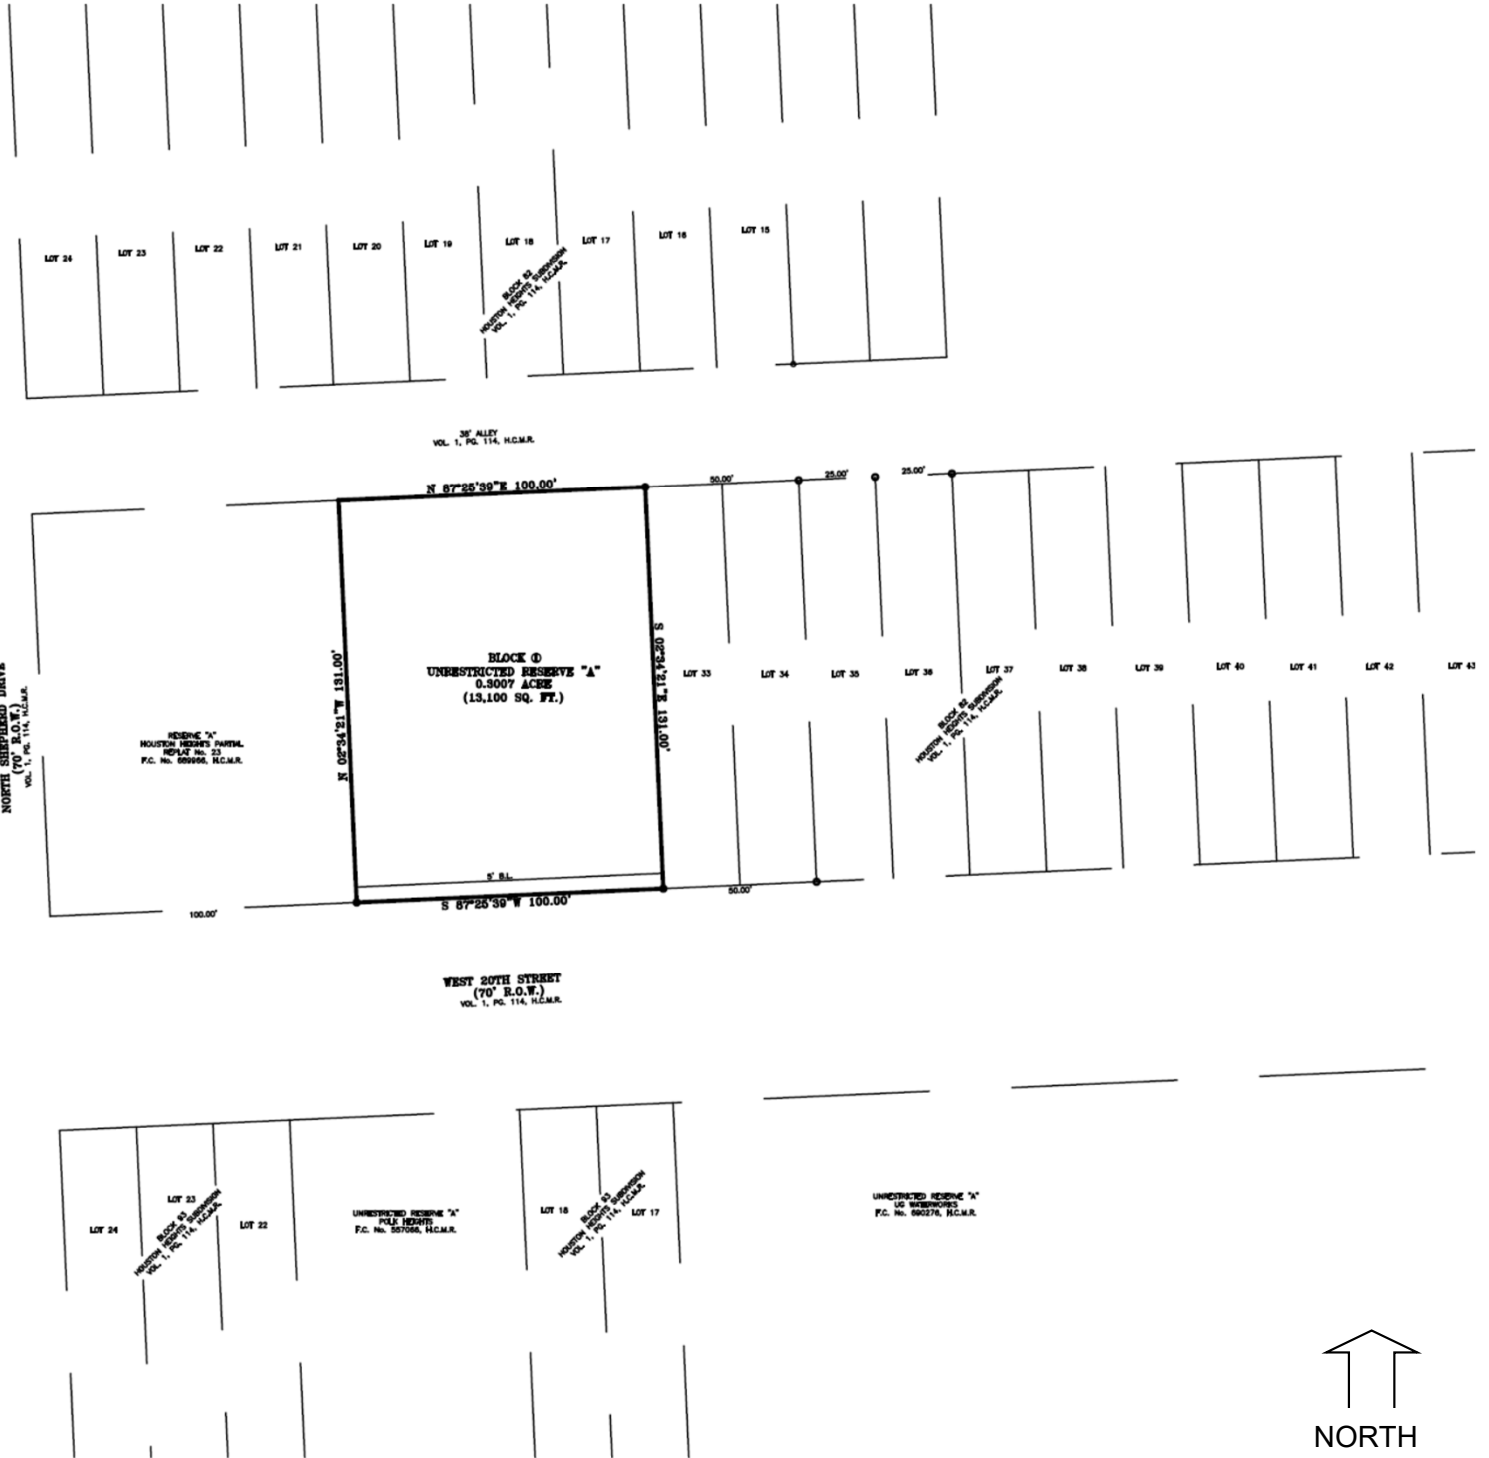 LOT 24
LOT 23
LOT 22
LOT 21
LOT 20
LOT 19
LOT 18
LOT 17
LOT 16
LOT 15
BLOCK 82
HOUSTON HEIGHTS SUBDIVISION
VOL. 1, PG. 114, H.C.M.R.
VOL. 1, PG. 114, H.C.M.R.
N 87°25'39"E 100.00'
50.00'
25.00'
25.00'
N 02°34'21"W 131.00'
BLOCK 1
UNRESTRICTED RESERVE "A"
0.3007 ACRE
(13,100 SQ. FT.)
S 02°34'21"E 131.00'
LOT 33
LOT 34
LOT 35
LOT 36
LOT 37
LOT 38
LOT 39
LOT 40
LOT 41
LOT 42
LOT 43
BLOCK 82
HOUSTON HEIGHTS SUBDIVISION
VOL. 1, PG. 114, H.C.M.R.
NORTH SHEPHERD DRIVE
(70' R.O.W.)
VOL. 1, PG. 114, H.C.M.R.
RESERVE "A"
HOUSTON HEIGHTS PARTIAL
REPLAT No. 23
F.C. No. H.C.M.R.
5' B.L.
S 87°25'39"W 100.00'
50.00'
100.00'
WEST 20TH STREET
(70' R.O.W.)
VOL. 1, PG. 114, H.C.M.R.
LOT 24
LOT 23
LOT 22
BLOCK 93
HOUSTON HEIGHTS SUBDIVISION
VOL. 1, PG. 114, H.C.M.R.
UNRESTRICTED RESERVE "A"
POLK HEIGHTS
F.C. No. H.C.M.R.
LOT 18
LOT 17
BLOCK 93
HOUSTON HEIGHTS SUBDIVISION
VOL. 1, PG. 114, H.C.M.R.
UNRESTRICTED RESERVE "A"
UG WATERWORKS
F.C. No. H.C.M.R.
NORTH